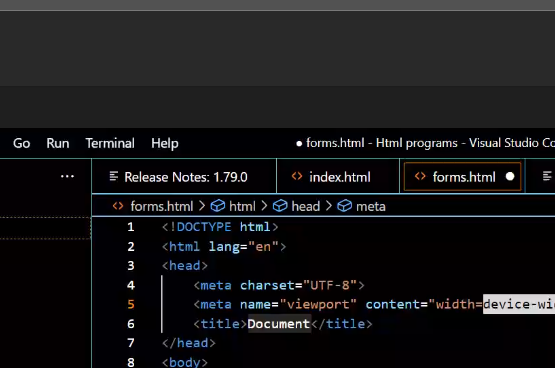 Go Run Terminal Help ● forms.html - Html programs - Visual Studio
... Release Notes: 1.79.0 <> index.html <> forms.html ●
<> forms.html > html > head > meta
1 <!DOCTYPE html>
2 <html lang="en">
3 <head>
4 <meta charset="UTF-8">
5 <meta name="viewport" content="width=device-wi
6 <title>Document</title>
7 </head>
8 <body>